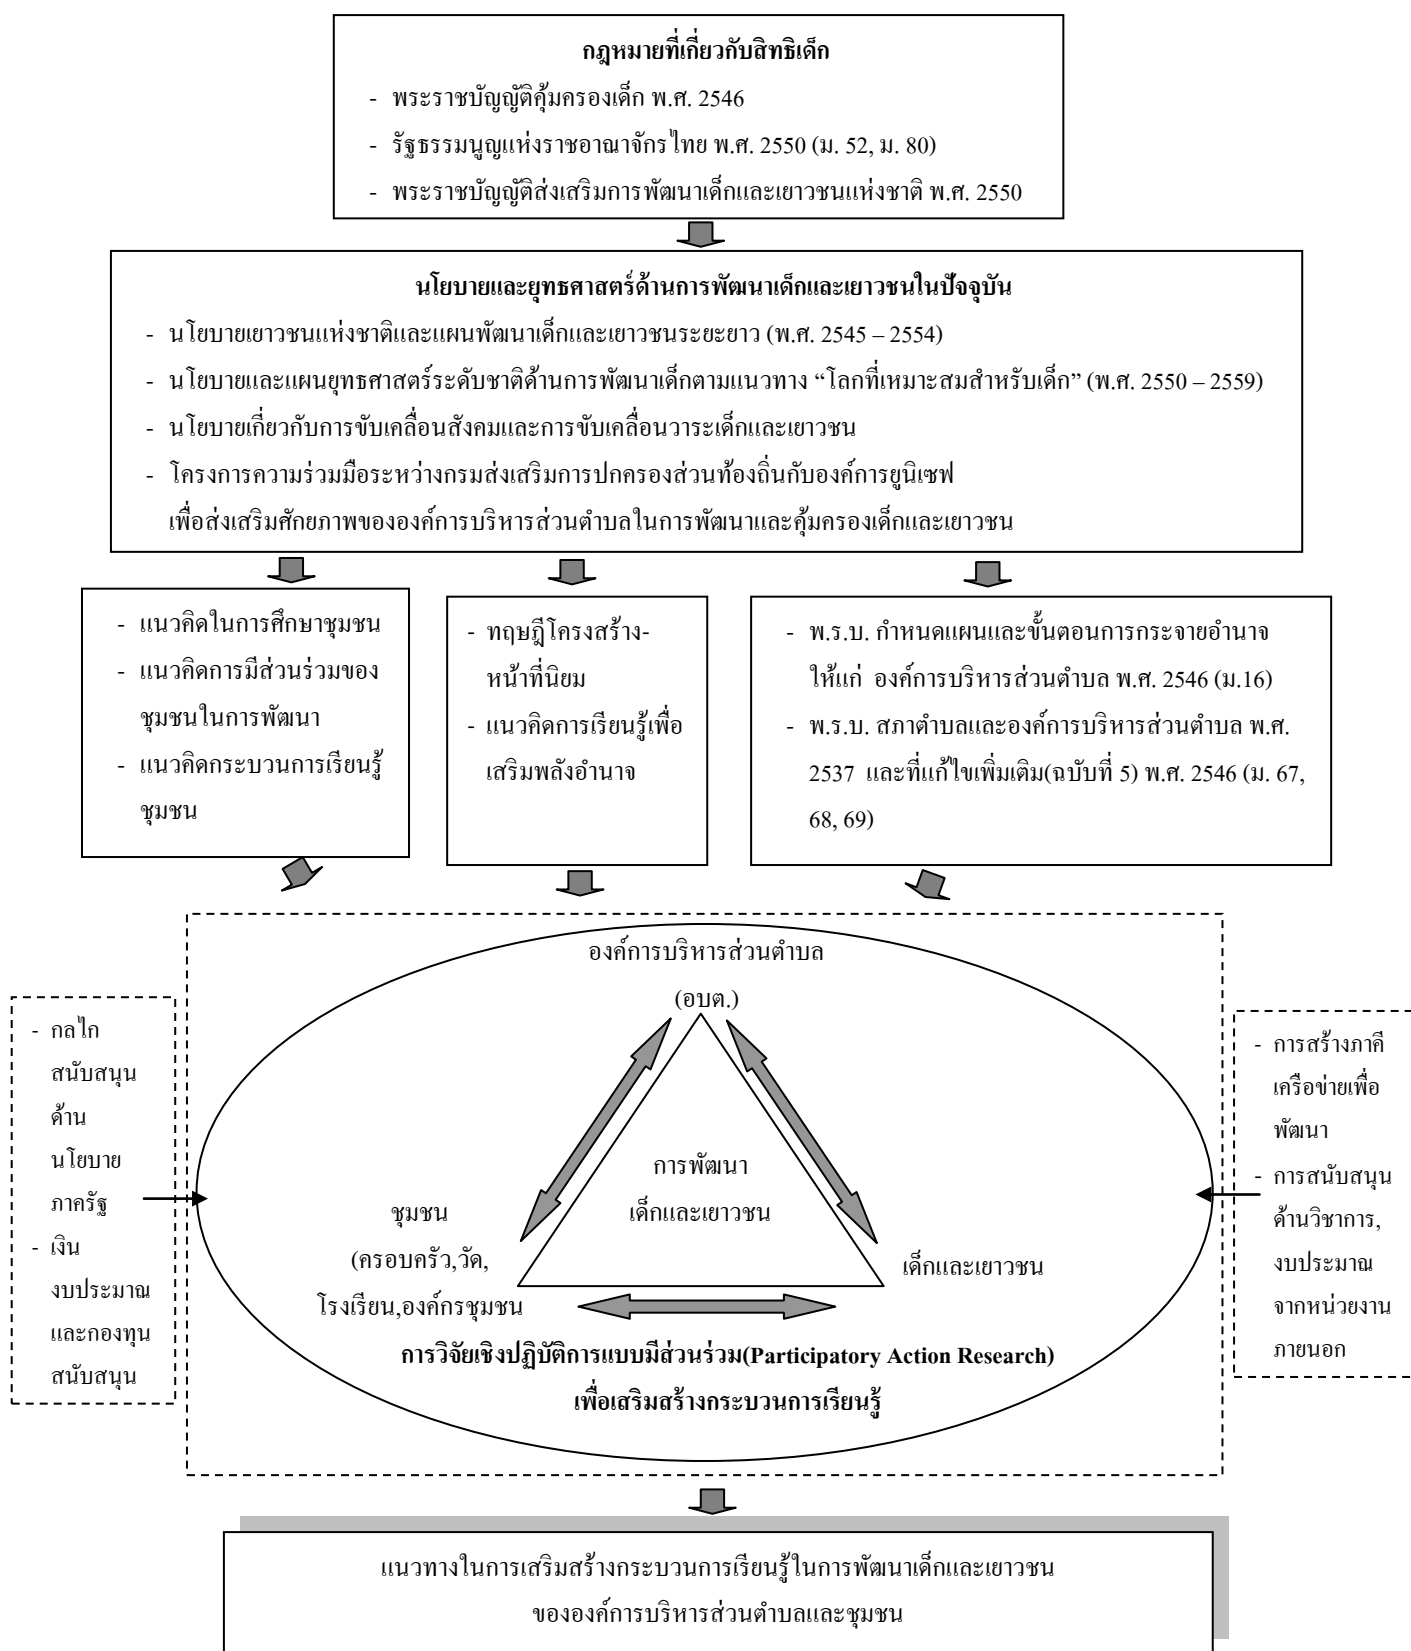 กฎหมายที่เกี่ยวกับสิทธิเด็ก
- พระราชบัญญัติคุ้มครองเด็ก พ.ศ. 2546
- รัฐธรรมนูญแห่งราชอาณาจักรไทย พ.ศ. 2550 (ม. 52, ม. 80)
- พระราชบัญญัติส่งเสริมการพัฒนาเด็กและเยาวชนแห่งชาติ พ.ศ. 2550
นโยบายและยุทธศาสตร์ด้านการพัฒนาเด็กและเยาวชนในปัจจุบัน
- นโยบายเยาวชนแห่งชาติและแผนพัฒนาเด็กและเยาวชนระยะยาว (พ.ศ. 2545 – 2554)
- นโยบายและแผนยุทธศาสตร์ระดับชาติด้านการพัฒนาเด็กตามแนวทาง “โลกที่เหมาะสมสำหรับเด็ก” (พ.ศ. 2550 – 2559)
- นโยบายเกี่ยวกับการขับเคลื่อนสังคมและการขับเคลื่อนวาระเด็กและเยาวชน
- โครงการความร่วมมือระหว่างกรมส่งเสริมการปกครองส่วนท้องถิ่นกับองค์การยูนิเซฟ
เพื่อส่งเสริมศักยภาพขององค์การบริหารส่วนตำบลในการพัฒนาและคุ้มครองเด็กและเยาวชน
- แนวคิดในการศึกษาชุมชน
- แนวคิดการมีส่วนร่วมของ
ชุมชนในการพัฒนา
- แนวคิดกระบวนการเรียนรู้
ชุมชน
- ทฤษฎีโครงสร้าง-
หน้าที่นิยม
- แนวคิดการเรียนรู้เพื่อ
เสริมพลังอำนาจ
- พ.ร.บ. กำหนดแผนและขั้นตอนการกระจายอำนาจ
ให้แก่ องค์การบริหารส่วนตำบล พ.ศ. 2546 (ม.16)
- พ.ร.บ. สภาตำบลและองค์การบริหารส่วนตำบล พ.ศ.
2537 และที่แก้ไขเพิ่มเติม(ฉบับที่ 5) พ.ศ. 2546 (ม. 67,
68, 69)
องค์การบริหารส่วนตำบล
(อบต.)
- กลไก
สนับสนุน
ด้าน
นโยบาย
ภาครัฐ
- เงิน
งบประมาณ
และกองทุน
สนับสนุน
การพัฒนา
เด็กและเยาวชน
ชุมชน
(ครอบครัว,วัด,
โรงเรียน,องค์กรชุมชน
เด็กและเยาวชน
การวิจัยเชิงปฏิบัติการแบบมีส่วนร่วม(Participatory Action Research)
เพื่อเสริมสร้างกระบวนการเรียนรู้
- การสร้างภาคี
เครือข่ายเพื่อ
พัฒนา
- การสนับสนุน
ด้านวิชาการ,
งบประมาณ
จากหน่วยงาน
ภายนอก
แนวทางในการเสริมสร้างกระบวนการเรียนรู้ในการพัฒนาเด็กและเยาวชน
ขององค์การบริหารส่วนตำบลและชุมชน